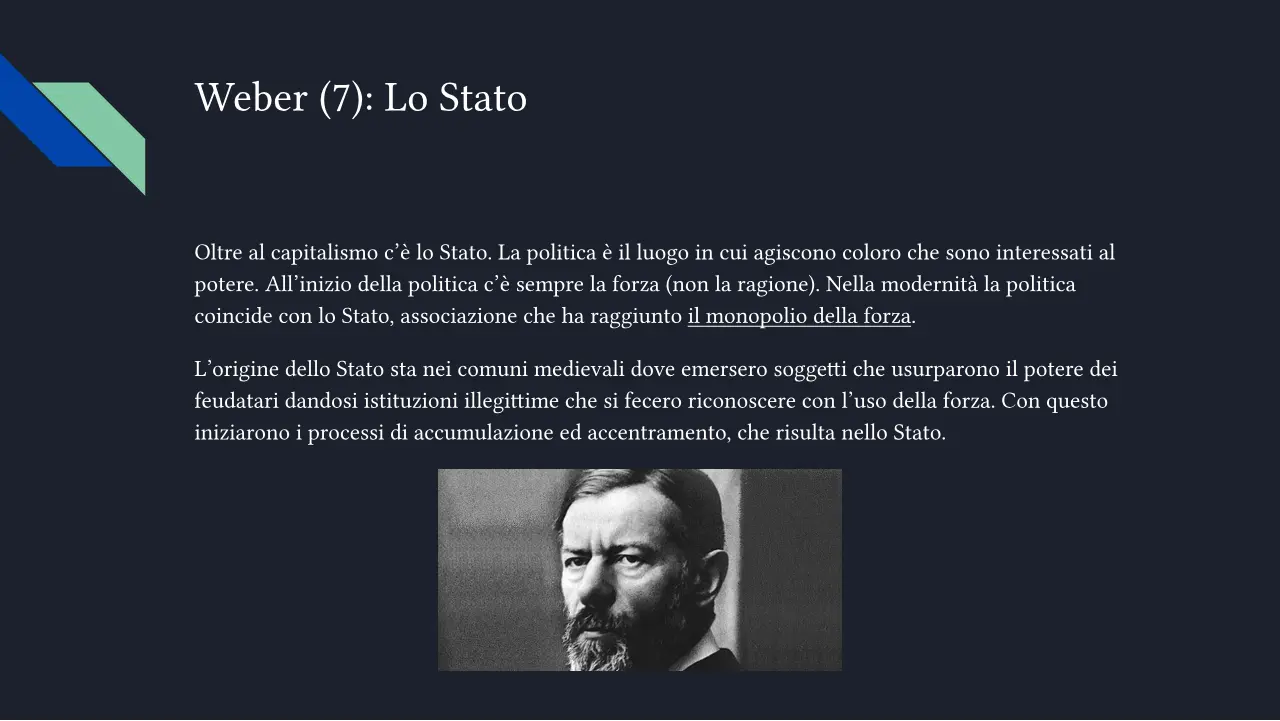 Weber (7): Lo Stato
Oltre al capitalismo c’è lo Stato. La politica è il luogo in cui agiscono coloro che sono interessati al
potere. All’inizio della politica c’è sempre la forza (non la ragione). Nella modernità la politica
coincide con lo Stato, associazione che ha raggiunto il monopolio della forza.
L’origine dello Stato sta nei comuni medievali dove emersero soggetti che usurparono il potere dei
feudatari dandosi istituzioni illegittime che si fecero riconoscere con l’uso della forza. Con questo
iniziarono i processi di accumulazione ed accentramento, che risulta nello Stato.